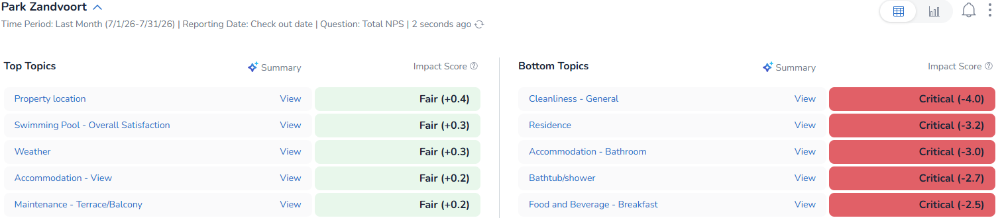 Park Zandvoort
Time Period: Last Month (7/1/26-7/31/26) | Reporting Date: Check out date | Question: Total NPS | 2 seconds ago
Top Topics Summary Impact Score ?
Property location View Fair (+0.4)
Swimming Pool - Overall Satisfaction View Fair (+0.3)
Weather View Fair (+0.3)
Accommodation - View View Fair (+0.2)
Maintenance - Terrace/Balcony View Fair (+0.2)
Bottom Topics Summary Impact Score ?
Cleanliness - General View Critical (-4.0)
Residence View Critical (-3.2)
Accommodation - Bathroom View Critical (-3.0)
Bathtub/shower View Critical (-2.7)
Food and Beverage - Breakfast View Critical (-2.5)